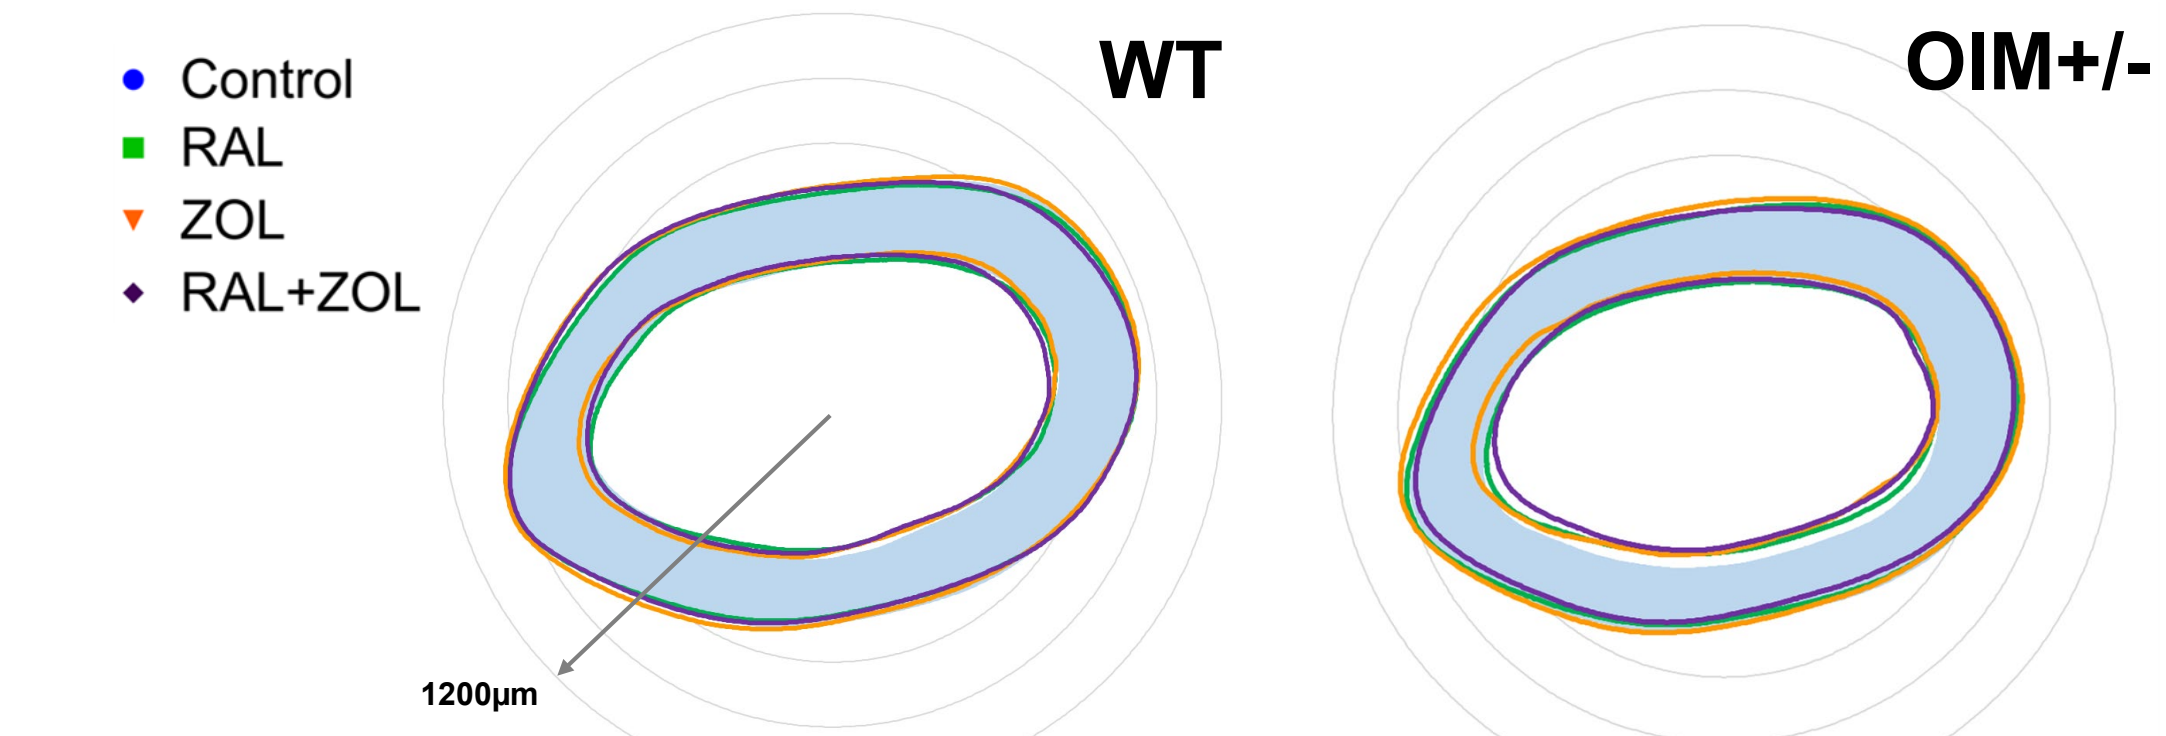 Control
RAL
ZOL
RAL+ZOL
WT
OIM+/-
1200µm